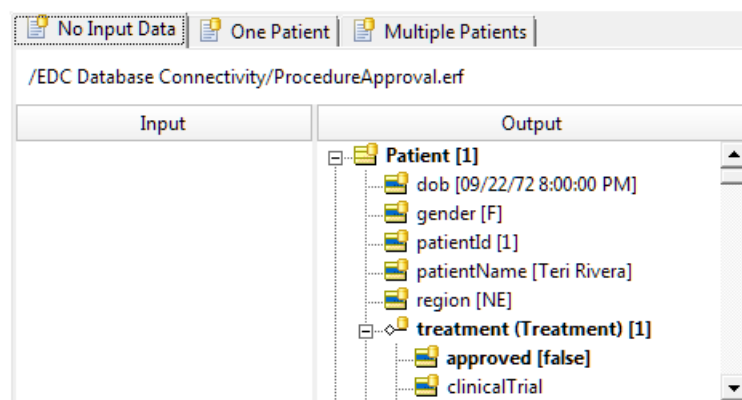 No Input Data One Patient Multiple Patients
/EDC Database Connectivity/ProcedureApproval.erf
Input Output
Patient [1]
dob [09/22/72 8:00:00 PM]
gender [F]
patientId [1]
patientName [Teri Rivera]
region [NE]
treatment (Treatment) [1]
approved [false]
clinicalTrial